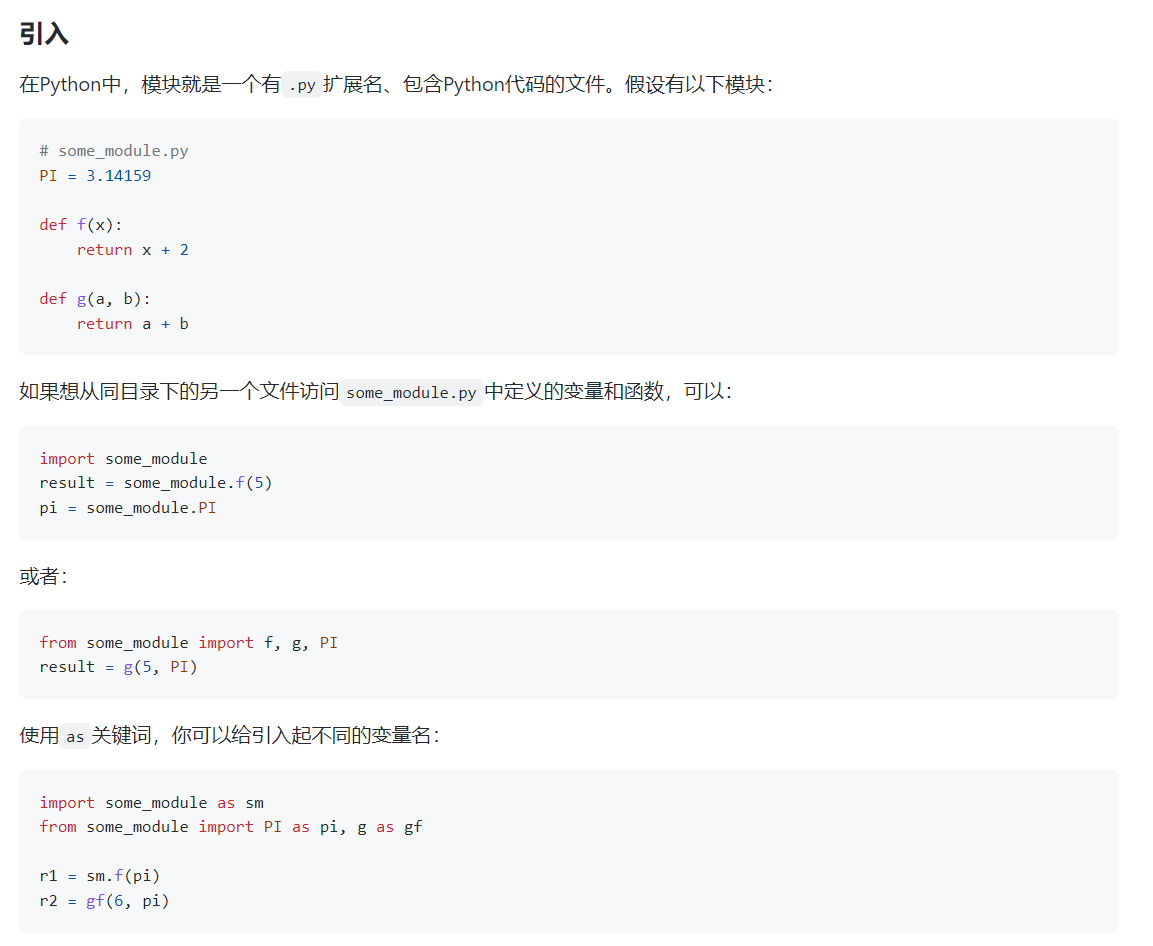 引入
在Python中，模块就是一个有 .py 扩展名、包含Python代码的文件。假设有以下模块：
# some_module.py
PI = 3.14159
def f(x):
    return x + 2
def g(a, b):
    return a + b
如果想从同目录下的另一个文件访问 some_module.py 中定义的变量和函数，可以：
import some_module
result = some_module.f(5)
pi = some_module.PI
或者：
from some_module import f, g, PI
result = g(5, PI)
使用 as 关键词，你可以给引入起不同的变量名：
import some_module as sm
from some_module import PI as pi, g as gf
r1 = sm.f(pi)
r2 = gf(6, pi)